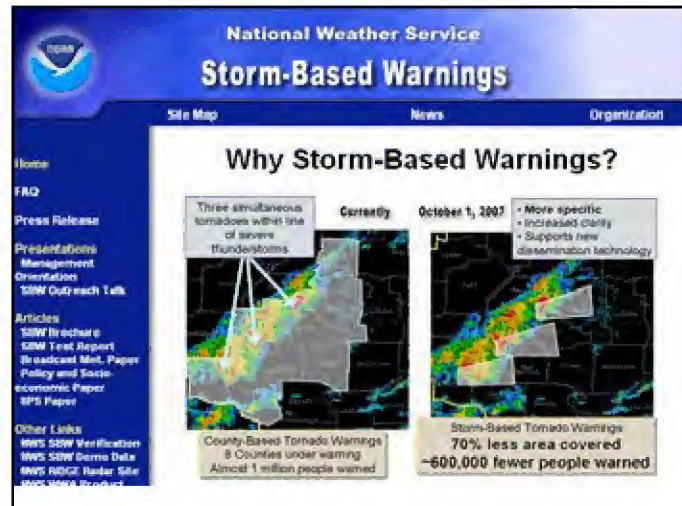 NOAA
National Weather Service
Storm-Based Warnings
Site Map News Organization
Home
FAQ
Press Release
Presentations
Management
Orientation
SBW Outreach Talk
Articles
SBW Brochure
SBW Test Report
Broadcast Met. Paper
Policy and Socio-
economic Paper
EPS Paper
Other Links
NWS SBW Verification
NWS SBW Demo Data
NWS RIDGE Radar Site
NWS Product
Why Storm-Based Warnings?
Three simultaneous
tornadoes within line
of severe
thunderstorms
Currently
October 1, 2007
• More specific
• Increased clarity
• Supports new
dissemination technology
County-Based Tornado Warnings
8 Counties under warning
Almost 1 million people warned
Storm-Based Tornado Warnings
70% less area covered
~600,000 fewer people warned